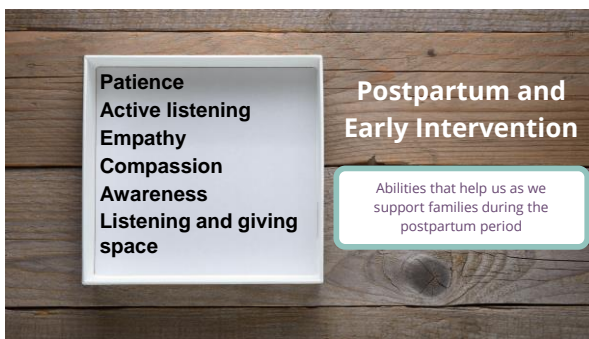 Patience
Active listening
Empathy
Compassion
Awareness
Listening and giving
space
Postpartum and
Early Intervention
Abilities that help us as we
support families during the
postpartum period